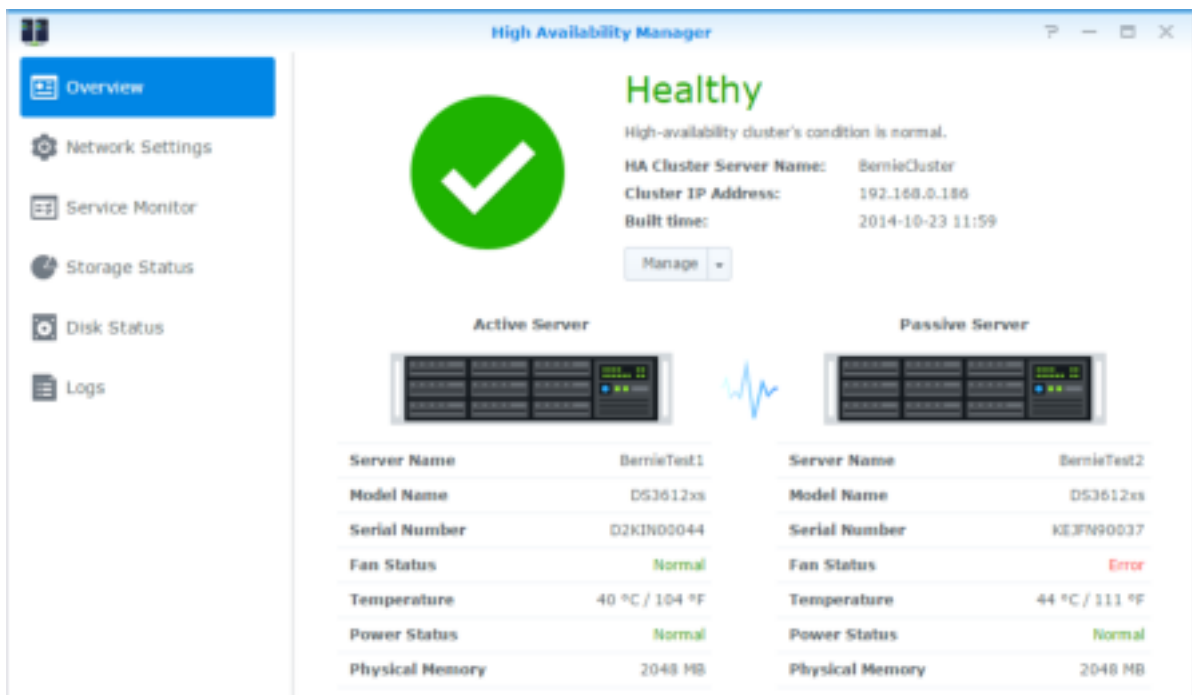 High Availability Manager
Overview
Network Settings
Service Monitor
Storage Status
Disk Status
Logs
Healthy
High-availability cluster's condition is normal.
HA Cluster Server Name: BernieCluster
Cluster IP Address: 192.168.0.186
Built time: 2014-10-23 11:59
Manage
Active Server
Server Name BernieTest1
Model Name DS3612xs
Serial Number D2KIN00044
Fan Status Normal
Temperature 40 °C / 104 °F
Power Status Normal
Physical Memory 2048 MB
Passive Server
Server Name BernieTest2
Model Name DS3612xs
Serial Number KEJFN90037
Fan Status Error
Temperature 44 °C / 111 °F
Power Status Normal
Physical Memory 2048 MB